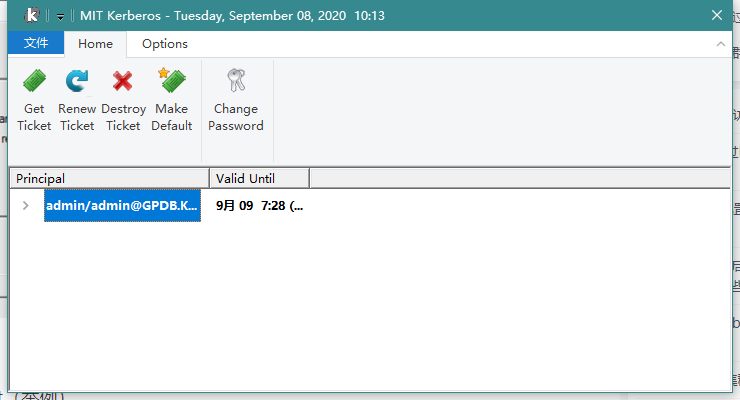 MIT Kerberos - Tuesday, September 08, 2020 10:13
文件 Home Options
Get Ticket
Renew Ticket
Destroy Ticket
Make Default
Change Password
Principal Valid Until
admin/admin@GPDB.K... 9月 09 7:28 (...